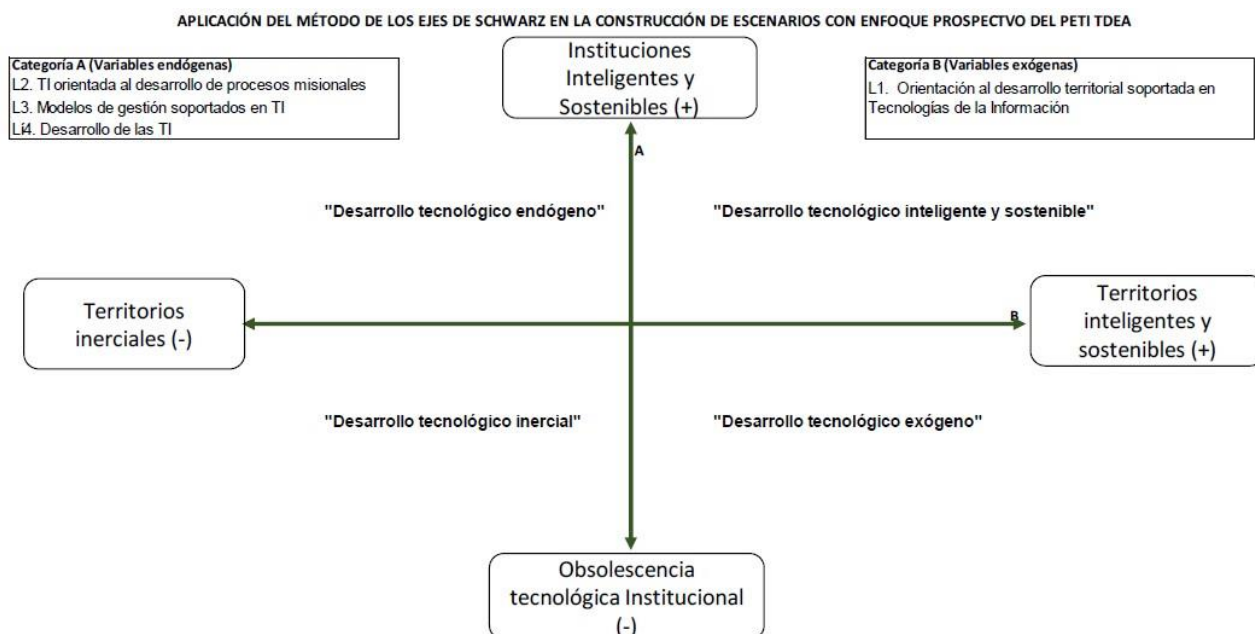 APLICACIÓN DEL MÉTODO DE LOS EJES DE SCHWARZ EN LA CONSTRUCCIÓN DE ESCENARIOS CON ENFOQUE PROSPECTVO DEL PETI TDEA
Categoría A (Variables endógenas)
L2. TI orientada al desarrollo de procesos misionales
L3. Modelos de gestión soportados en TI
Lí4. Desarrollo de las TI
Instituciones
Inteligentes y
Sostenibles (+)
Categoría B (Variables exógenas)
L1. Orientación al desarrollo territorial soportada en
Tecnologías de la Información
A
"Desarrollo tecnológico endógeno"
"Desarrollo tecnológico inteligente y sostenible"
Territorios
inerciales (-)
B
Territorios
inteligentes y
sostenibles (+)
"Desarrollo tecnológico inercial"
"Desarrollo tecnológico exógeno"
Obsolescencia
tecnológica Institucional
(-)